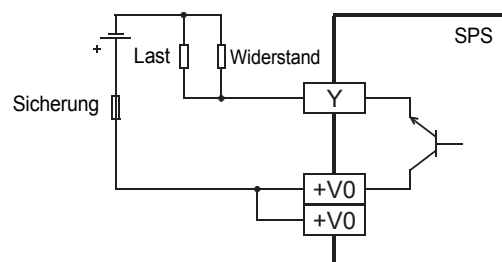 SPS
Last
Widerstand
+
Sicherung
Y
+V0
+V0